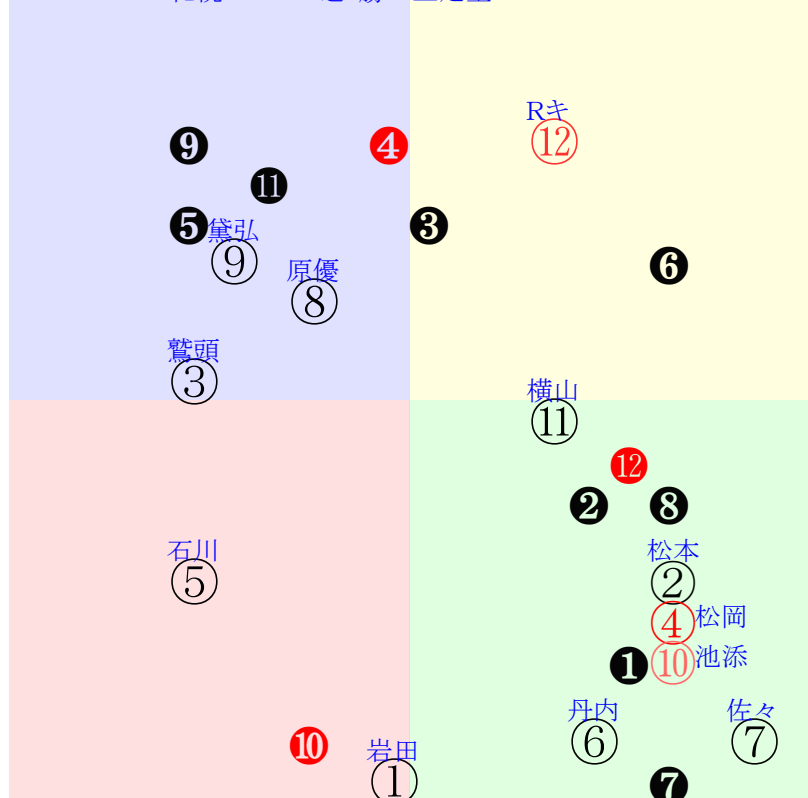 Rキ
⑫
❾
❹
⓫
❺
黛弘
❸
⑨
原優
❻
⑧
鷲頭
③
横山
⑪
⓬
❷
❽
石川
松本
⑤
②
④ 松岡
❶
⑩ 池添
丹内
佐々
⑥
⑦
❿
岩田
①
❼